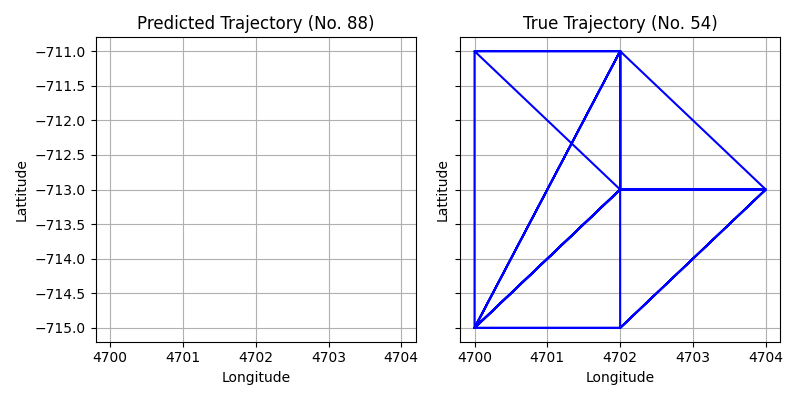 Predicted Trajectory (No. 88)
−711.0
−711.5
−712.0
−712.5
−713.0
−713.5
−714.0
−714.5
−715.0
Lattitude
4700 4701 4702 4703 4704
Longitude
True Trajectory (No. 54)
Lattitude
4700 4701 4702 4703 4704
Longitude